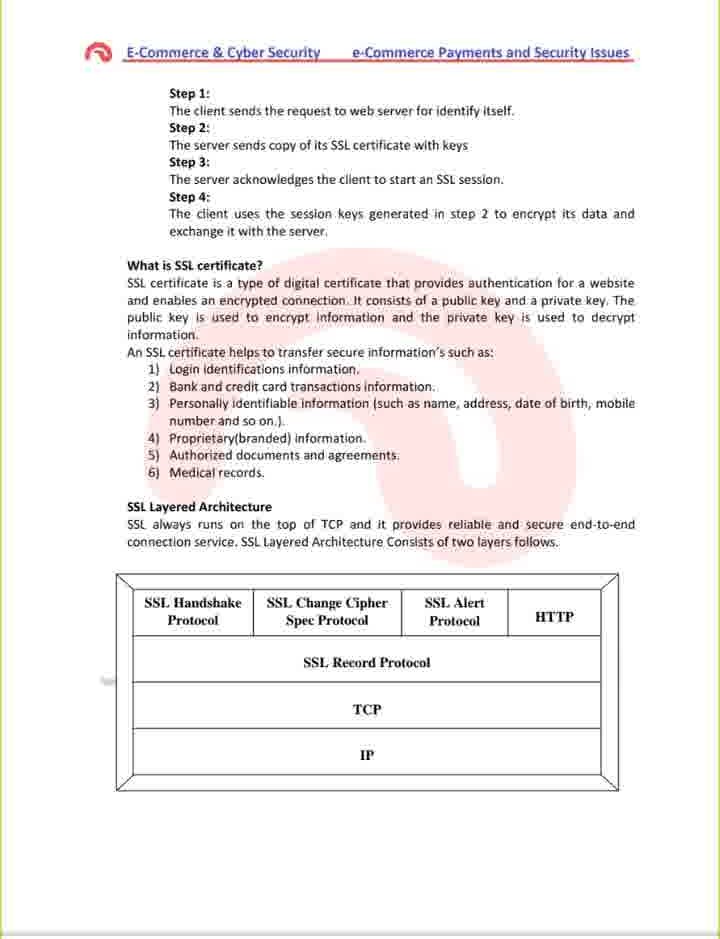 E-Commerce & Cyber Security e-Commerce Payments and Security Issues
Step 1:
The client sends the request to web server for identify itself.
Step 2:
The server sends copy of its SSL certificate with keys
Step 3:
The server acknowledges the client to start an SSL session.
Step 4:
The client uses the session keys generated in step 2 to encrypt its data and
exchange it with the server.
What is SSL certificate?
SSL certificate is a type of digital certificate that provides authentication for a website
and enables an encrypted connection. It consists of a public key and a private key. The
public key is used to encrypt information and the private key is used to decrypt
information.
An SSL certificate helps to transfer secure information's such as:
1) Login identifications information.
2) Bank and credit card transactions information.
3) Personally identifiable information (such as name, address, date of birth, mobile
number and so on.).
4) Proprietary(branded) information.
5) Authorized documents and agreements.
6) Medical records.
SSL Layered Architecture
SSL always runs on the top of TCP and it provides reliable and secure end-to-end
connection service. SSL Layered Architecture Consists of two layers follows.
SSL Handshake Protocol
SSL Change Cipher Spec Protocol
SSL Alert Protocol
HTTP
SSL Record Protocol
TCP
IP